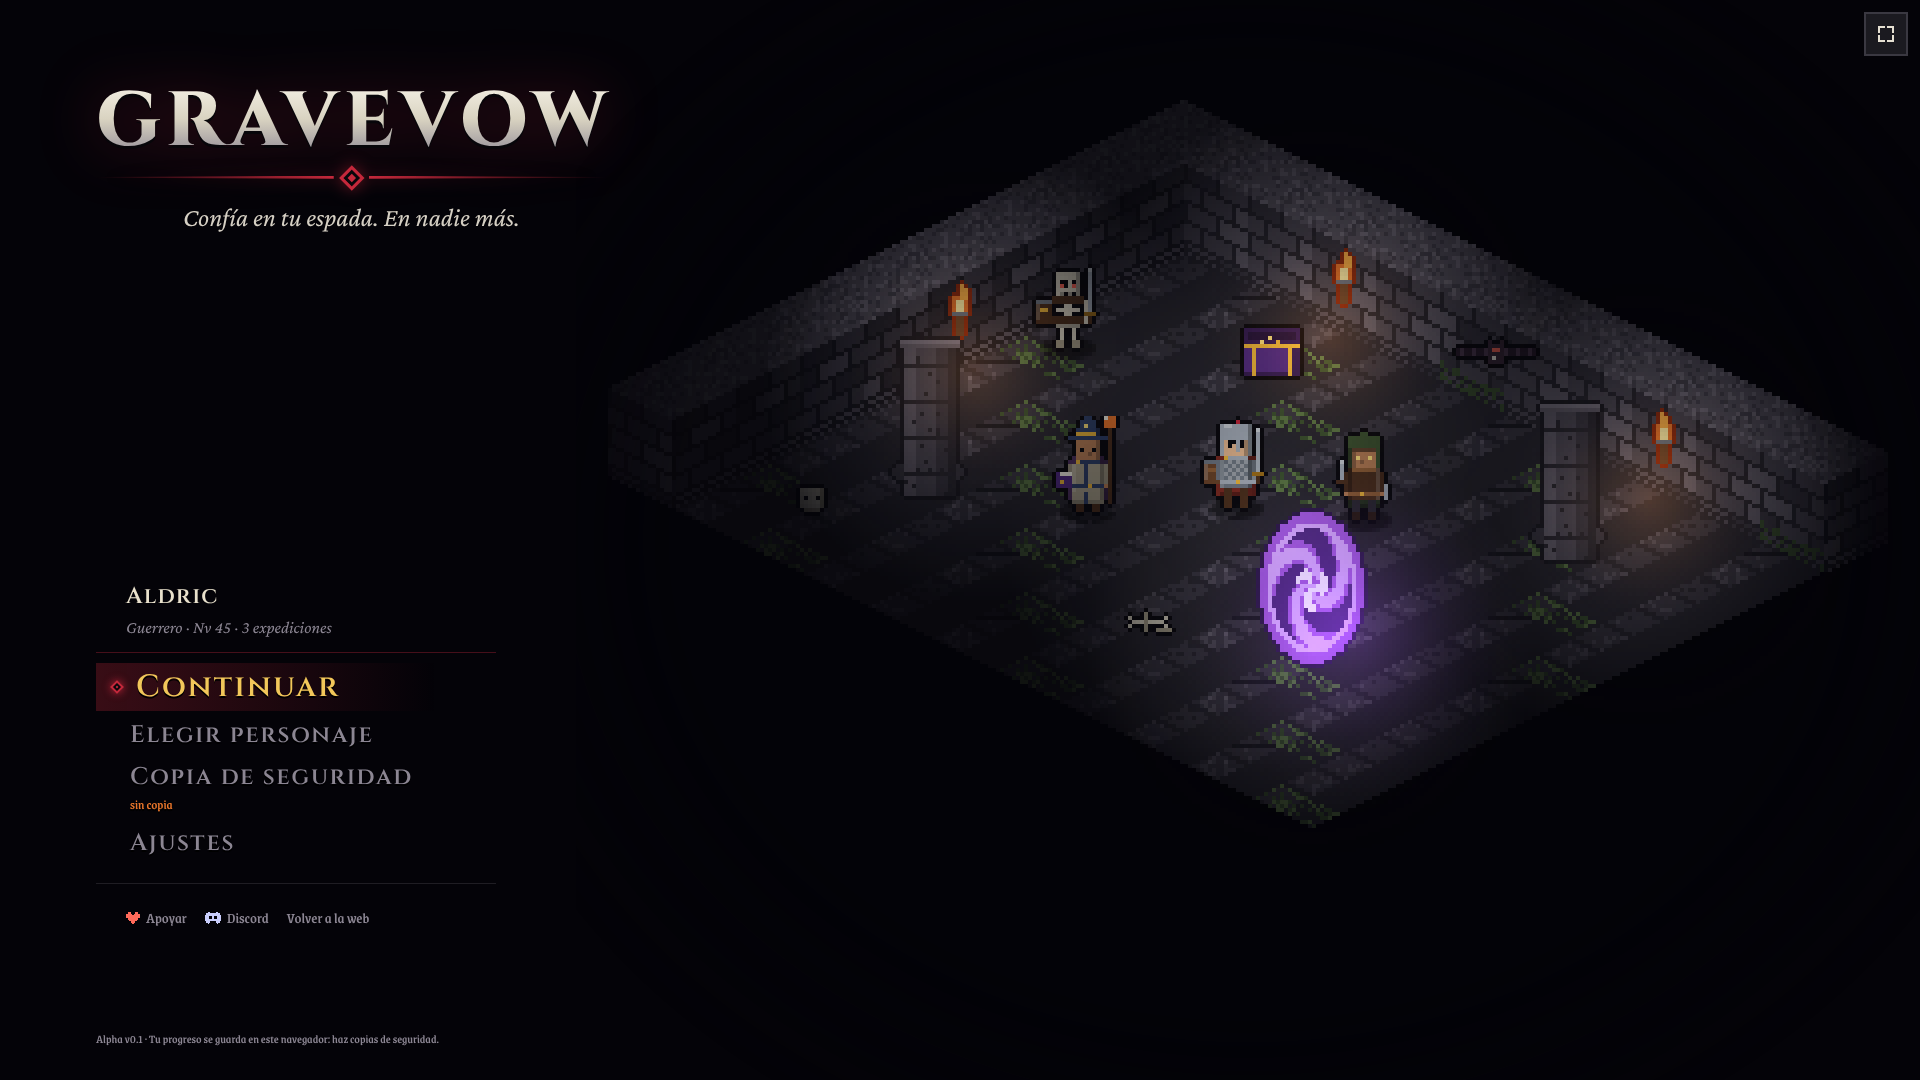 GRAVEVOW
Confía en tu espada. En nadie más.
Aldric
Guerrero · Nv 45 · 3 expediciones
Continuar
Elegir personaje
Copia de seguridad
sin copia
Ajustes
Apoyar Discord Volver a la web
Alpha v0.1 · Tu progreso se guarda en este navegador: haz copias de seguridad.